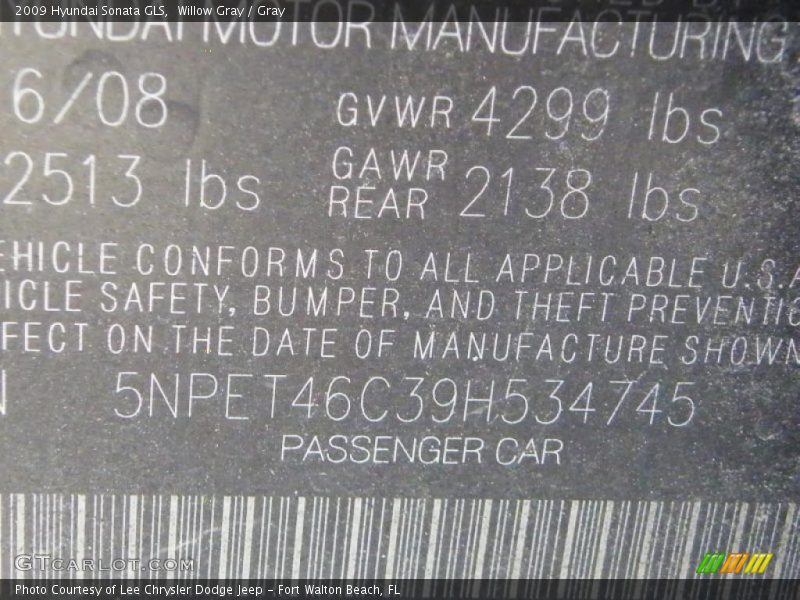 2009 Hyundai Sonata GLS, Willow Gray / Gray
HYUNDAI MOTOR MANUFACTURING
6/08 GVWR 4299 lbs
2513 lbs GAWR REAR 2138 lbs
EHICLE CONFORMS TO ALL APPLICABLE U.S.A
ICLE SAFETY, BUMPER, AND THEFT PREVENTIO
FECT ON THE DATE OF MANUFACTURE SHOWN
N 5NPET46C39H534745
PASSENGER CAR
GTcarlot.com
Photo Courtesy of Lee Chrysler Dodge Jeep - Fort Walton Beach, FL